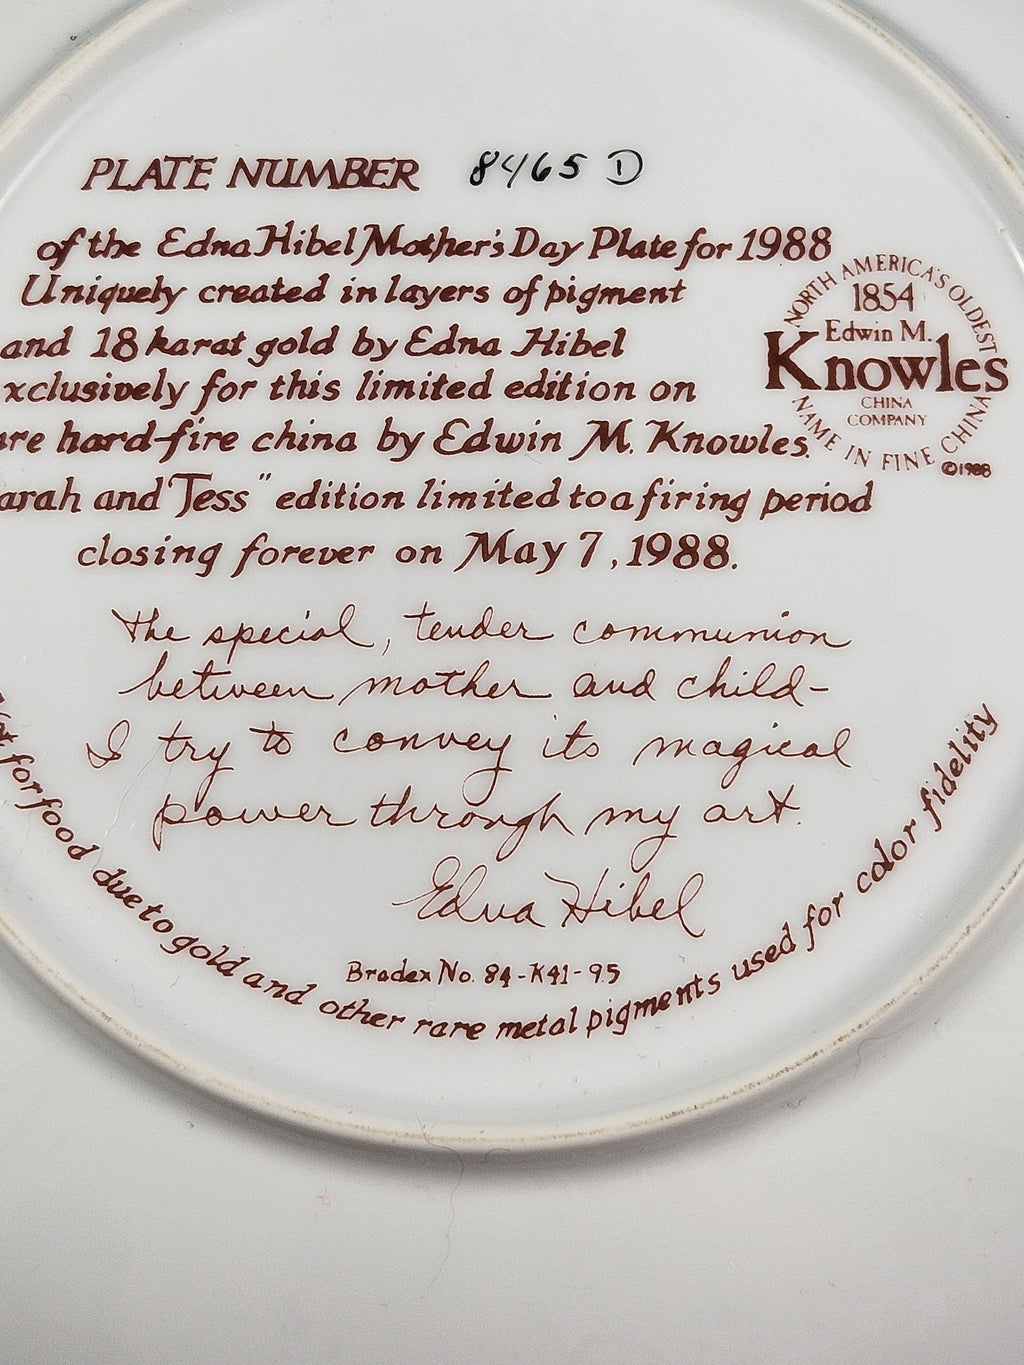 PLATE NUMBER 8465 D
of the Edna Hibel Mother's Day Plate for 1988
Uniquely created in layers of pigment
and 18 karat gold by Edna Hibel
xclusively for this limited edition on
are hard-fire china by Edwin M. Knowles.
arah and "Tess" edition limited to a firing period
closing forever on May 7, 1988.
NORTH AMERICA'S OLDEST
1854
Edwin M.
Knowles
CHINA
COMPANY
NAME IN FINE CHINA
©1988
The special, tender communion
between mother and child-
I try to convey its magical
power through my art.
Edna Hibel
Bradex No. 84-K41-95
Not for food due to gold and other rare metal pigments used for color fidelity